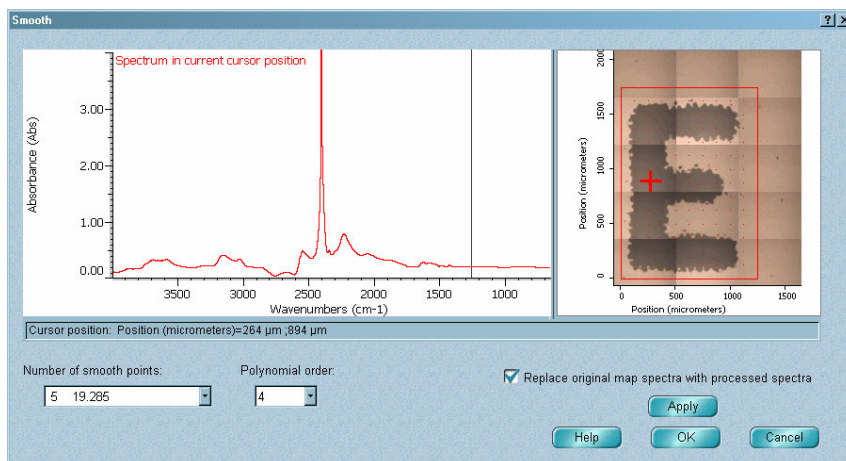 Smooth
Spectrum in current cursor position
Absorbance (Abs)
3.00
2.00
1.00
0.00
3500 3000 2500 2000 1500 1000
Wavenumbers (cm-1)
Position (micrometers)
2000
1500
1000
500
0
0 500 1000 1500
Position (micrometers)
Cursor position: Position (micrometers)=264 µm ;894 µm
Number of smooth points:
5 19.285
Polynomial order:
4
Replace original map spectra with processed spectra
Apply
Help OK Cancel